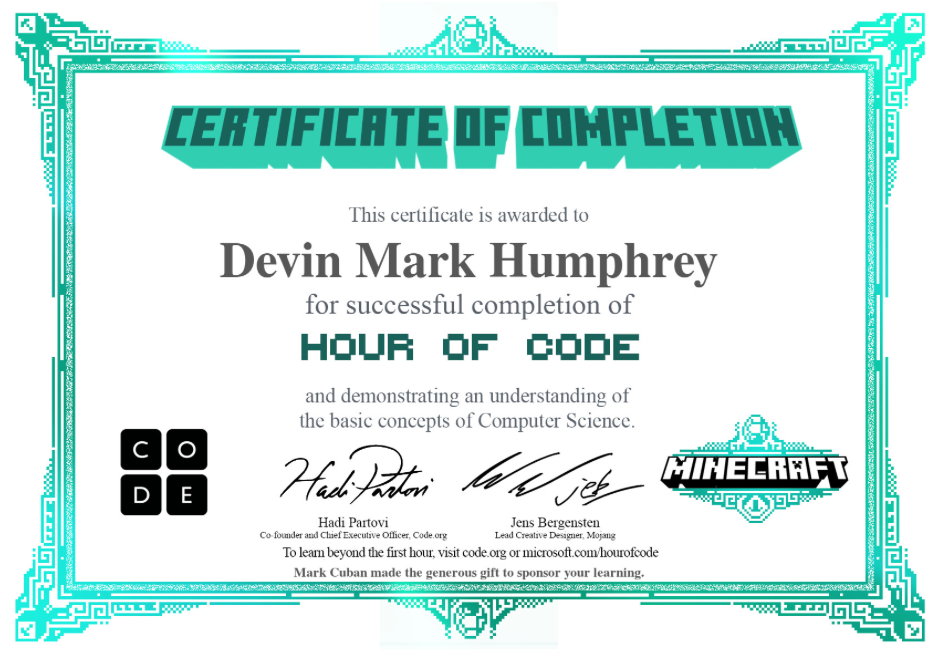 CERTIFICATE OF COMPLETION
This certificate is awarded to
Devin Mark Humphrey
for successful completion of
HOUR OF CODE
and demonstrating an understanding of
the basic concepts of Computer Science.
C O
D E
Hadi Partovi
jeb
MINECRAFT
Hadi Partovi
Co-founder and Chief Executive Officer, Code.org
Jens Bergensten
Lead Creative Designer, Mojang
To learn beyond the first hour, visit code.org or microsoft.com/hourofcode
Mark Cuban made the generous gift to sponsor your learning.